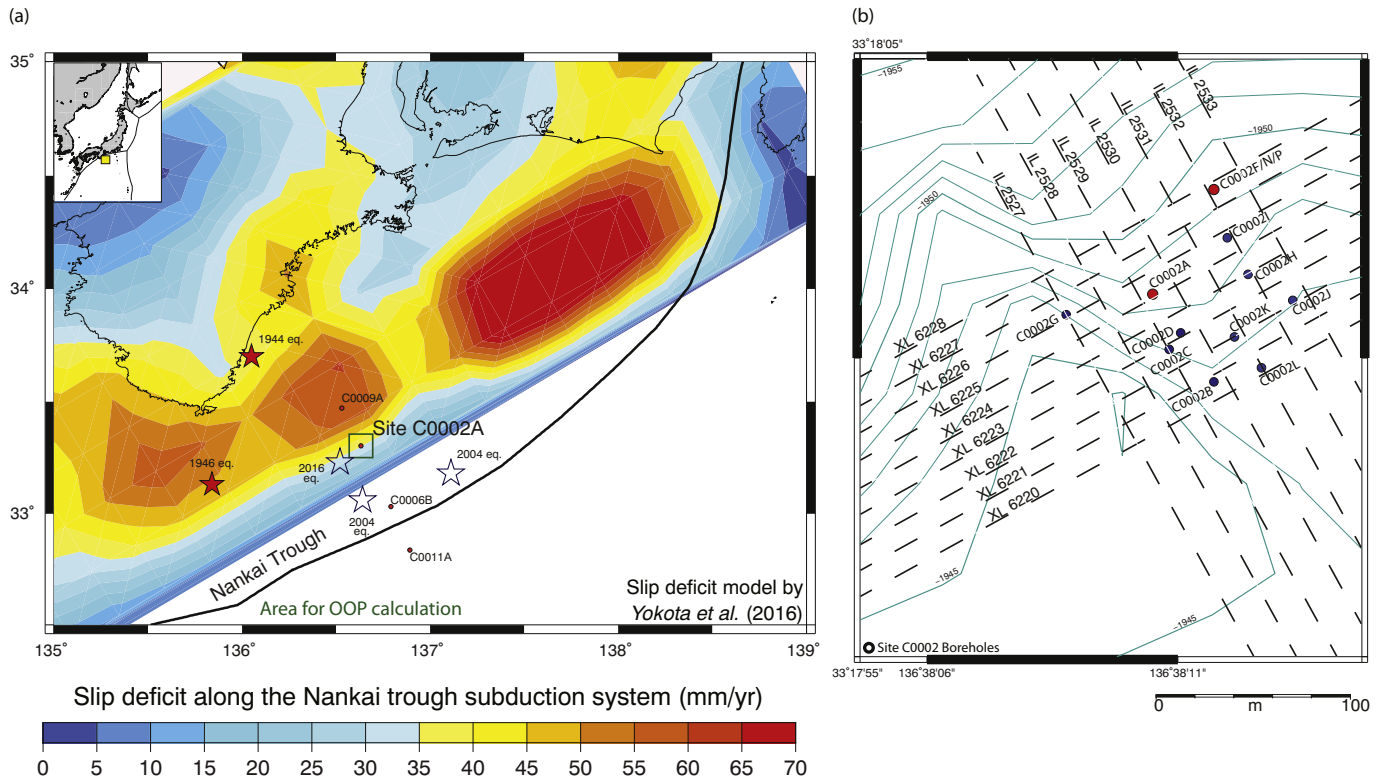 (a)
35˚
34˚
33˚
135˚
136˚
137˚
138˚
139˚
1944 eq.
C0009A
Site C0002A
1946 eq.
2016
eq.
2004 eq.
C0006B
2004
eq.
C0011A
Nankai Trough
Area for OOP calculation
Slip deficit model by
Yokota et al. (2016)
Slip deficit along the Nankai trough subduction system (mm/yr)
0 5 10 15 20 25 30 35 40 45 50 55 60 65 70
(b)
33˚18'05"
−1955
−1950
−1950
−1945
−1945
IL 2527
IL 2528
IL 2529
IL 2530
IL 2531
IL 2532
IL 2533
C0002F/N/P
C0002I
C0002H
C0002A
C0002J
C0002G
C0002D
C0002K
C0002C
C0002L
C0002B
XL 6228
XL 6227
XL 6226
XL 6225
XL 6224
XL 6223
XL 6222
XL 6221
XL 6220
Site C0002 Boreholes
33˚17'55"
136˚38'06"
136˚38'11"
0 m 100